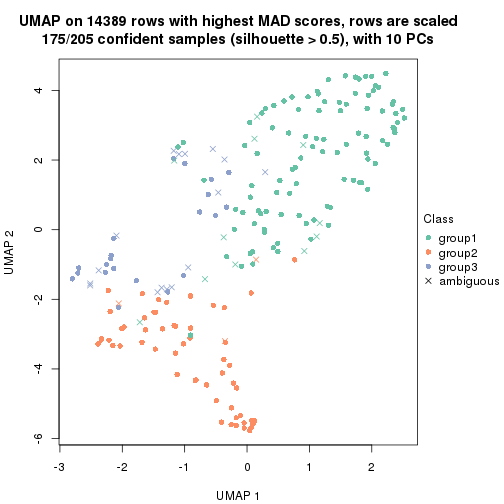 UMAP on 14389 rows with highest MAD scores, rows are scaled
175/205 confident samples (silhouette > 0.5), with 10 PCs
4
2
0
-2
-4
-6
UMAP 2
-3
-2
-1
0
1
2
UMAP 1
Class
group1
group2
group3
ambiguous